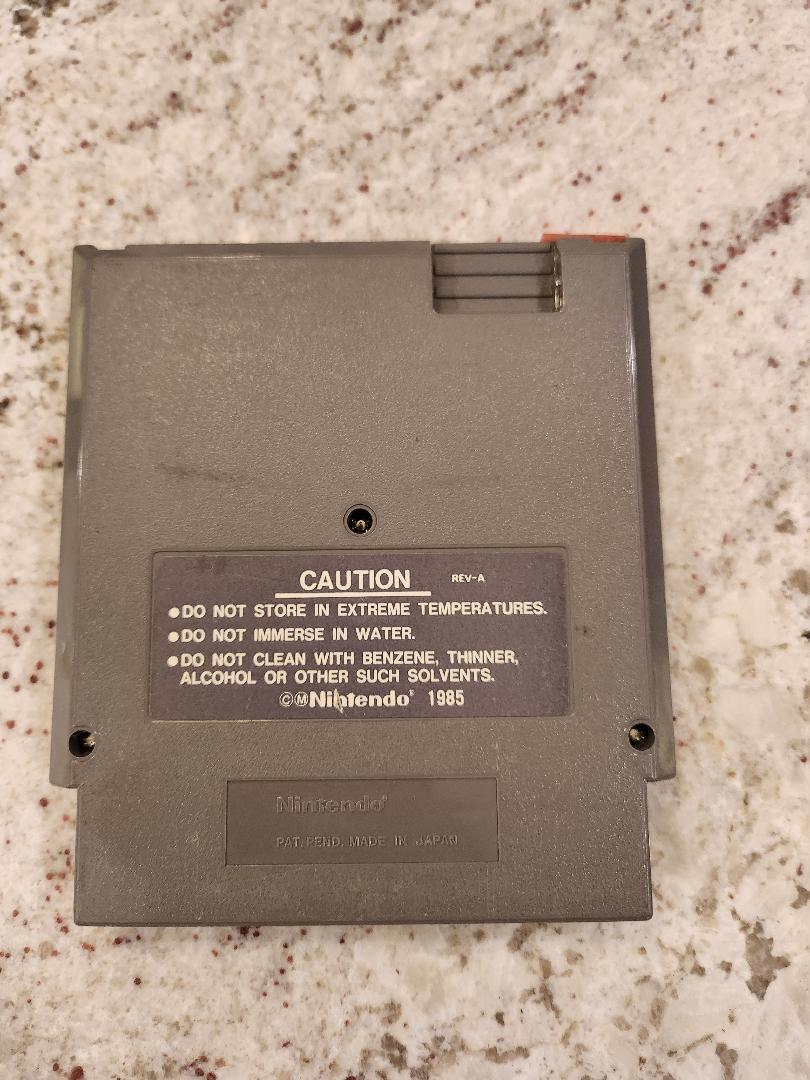 CAUTION REV-A
●DO NOT STORE IN EXTREME TEMPERATURES.
●DO NOT IMMERSE IN WATER.
●DO NOT CLEAN WITH BENZENE, THINNER,
ALCOHOL OR OTHER SUCH SOLVENTS.
©ⓂNintendo® 1985
Nintendo®
PAT. PEND. MADE IN JAPAN